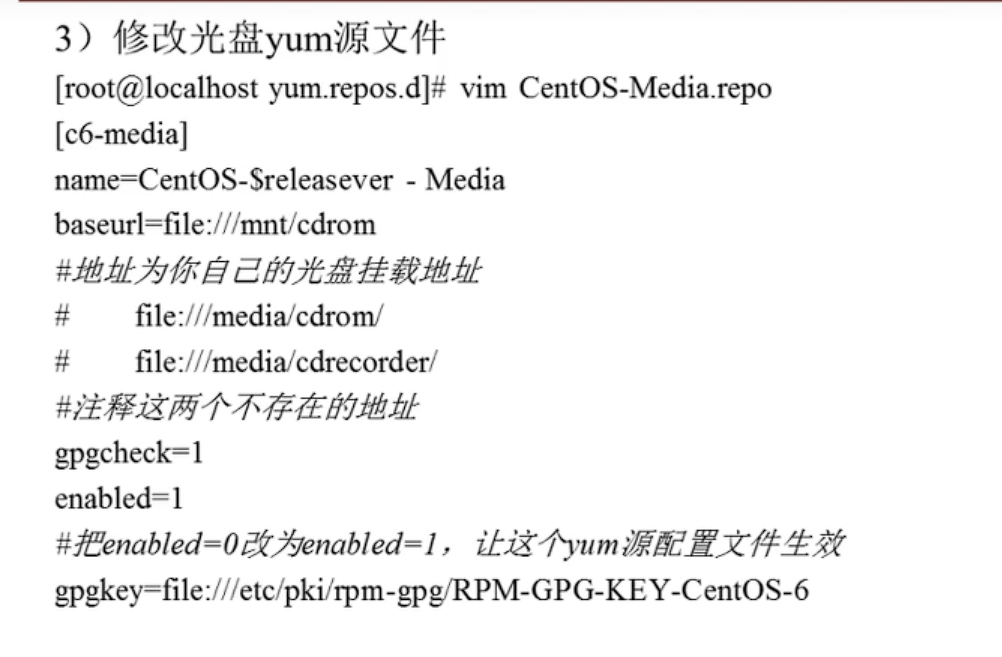 3）修改光盘yum源文件
[root@localhost yum.repos.d]# vim CentOS-Media.repo
[c6-media]
name=CentOS-$releasever - Media
baseurl=file:///mnt/cdrom
#地址为你自己的光盘挂载地址
# file:///media/cdrom/
# file:///media/cdrecorder/
#注释这两个不存在的地址
gpgcheck=1
enabled=1
#把enabled=0改为enabled=1，让这个yum源配置文件生效
gpgkey=file:///etc/pki/rpm-gpg/RPM-GPG-KEY-CentOS-6